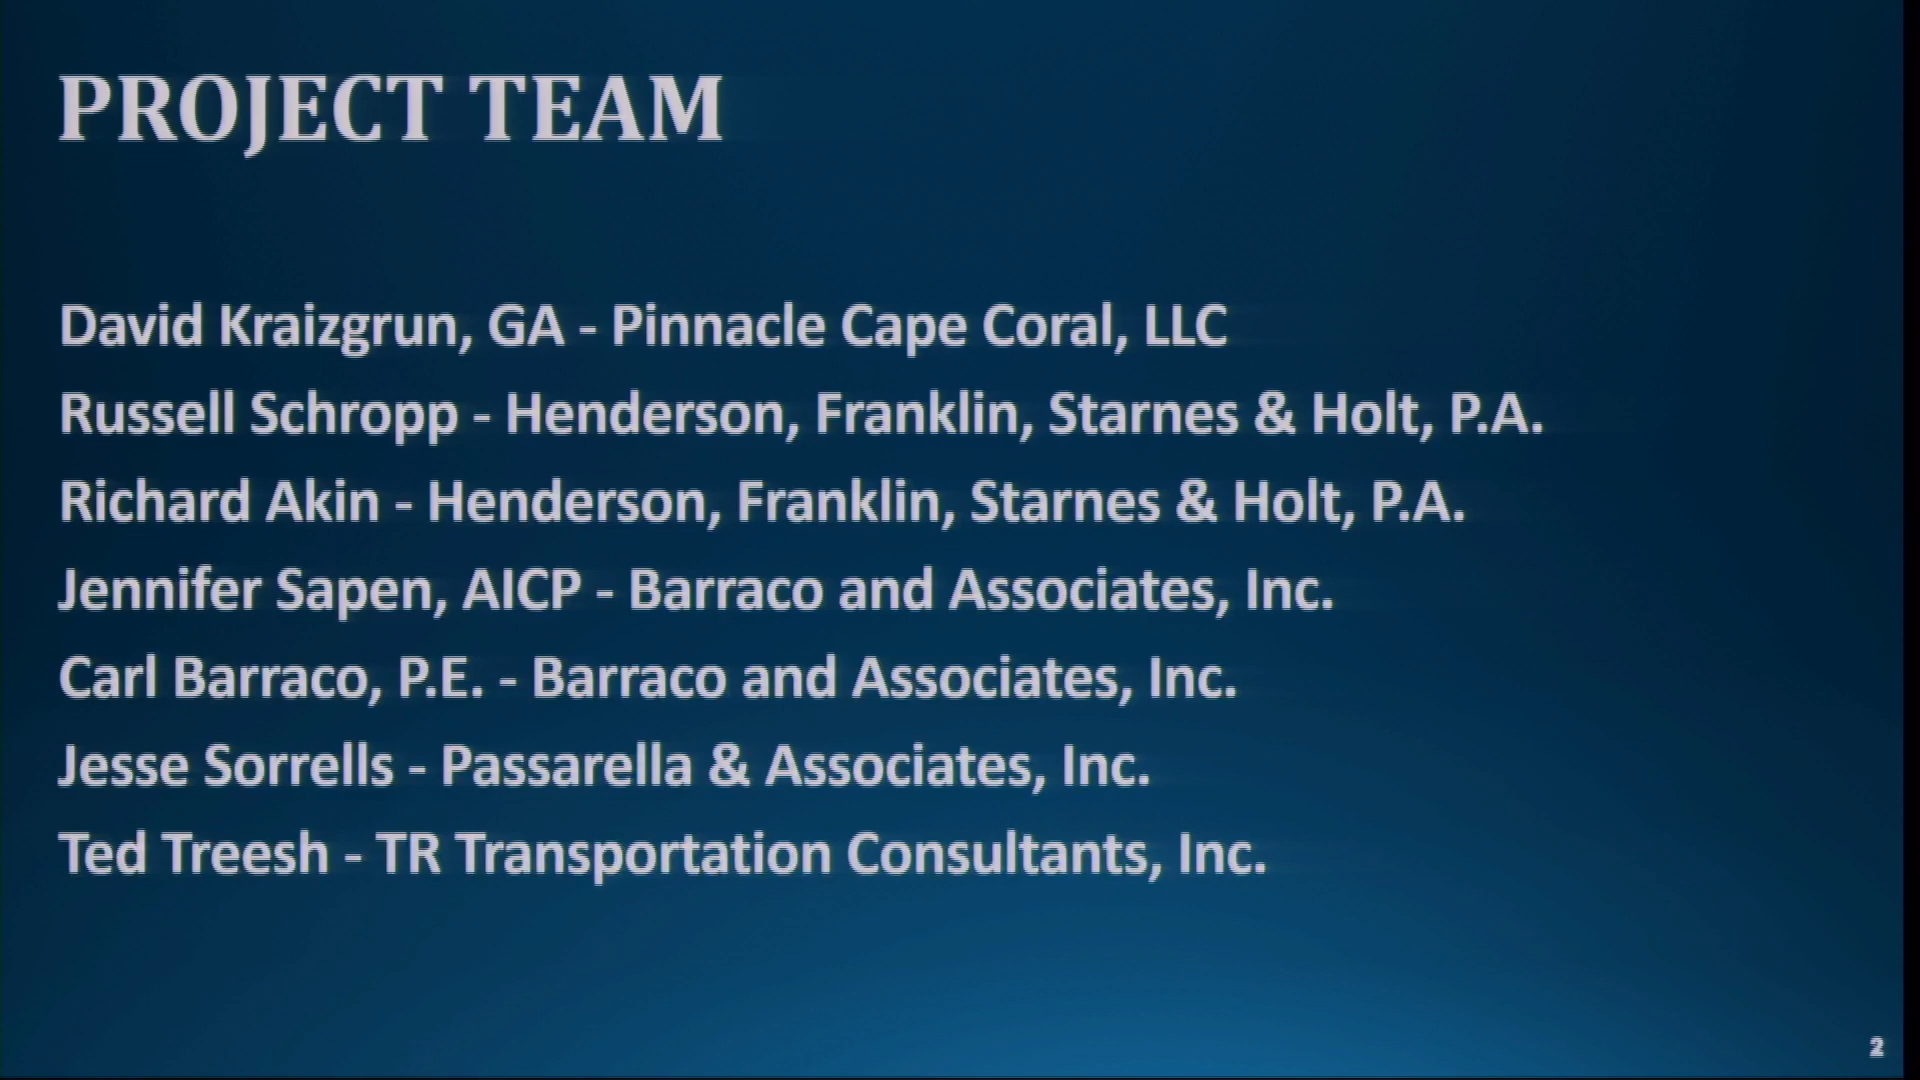 PROJECT TEAM
David Kraizgrun, GA - Pinnacle Cape Coral, LLC
Russell Schropp - Henderson, Franklin, Starnes & Holt, P.A.
Richard Akin - Henderson, Franklin, Starnes & Holt, P.A.
Jennifer Sapen, AICP - Barraco and Associates, Inc.
Carl Barraco, P.E. - Barraco and Associates, Inc.
Jesse Sorrells - Passarella & Associates, Inc.
Ted Treesh - TR Transportation Consultants, Inc.
2